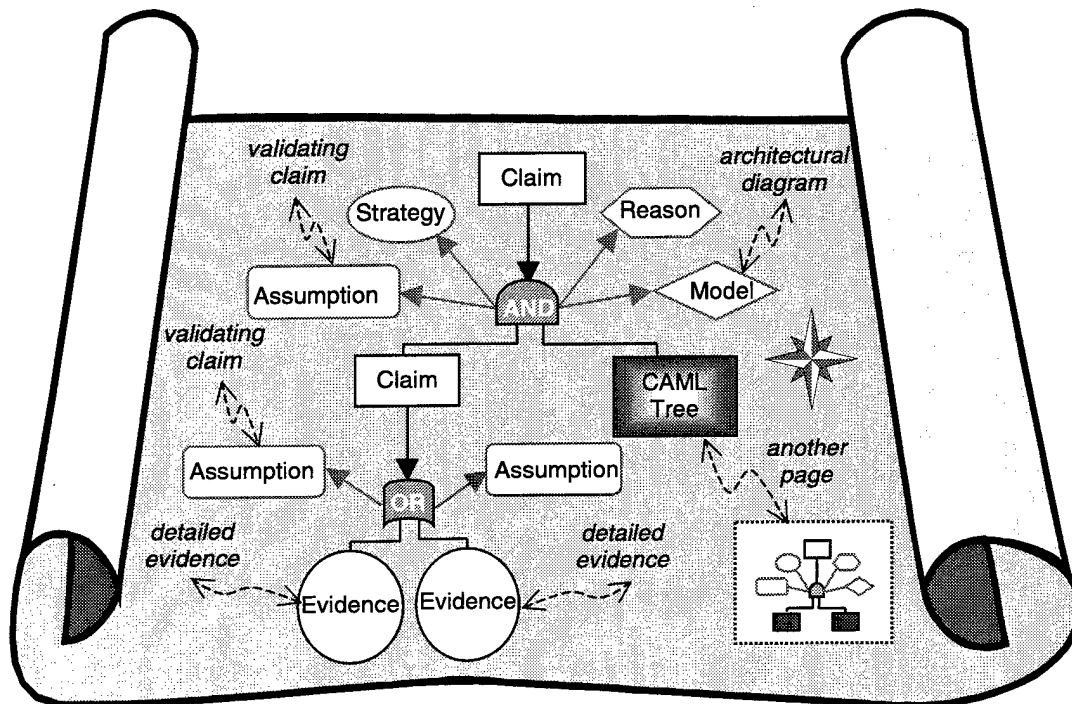 validating
claim
Strategy
Claim
Reason
architectural
diagram
Assumption
AND
Model
validating
claim
Claim
CAML
Tree
Assumption
OR
Assumption
another
page
detailed
evidence
Evidence
Evidence
detailed
evidence